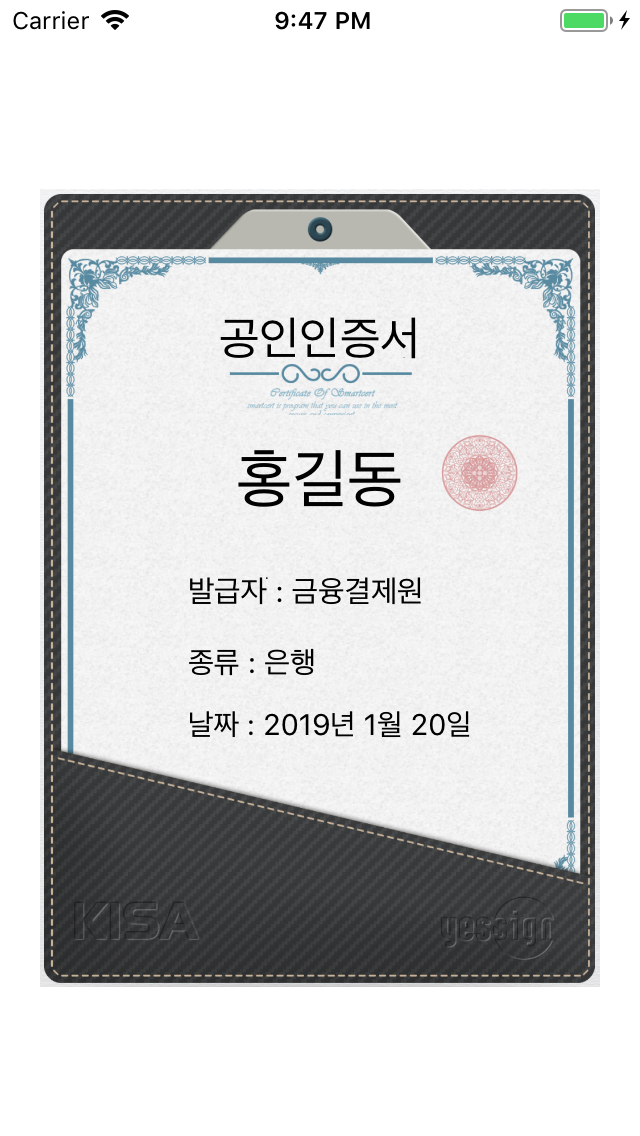 Carrier 9:47 PM
공인인증서
Certificate Of Smartcert
smartcert is program that you can use in the most
홍길동
발급자 : 금융결제원
종류 : 은행
날짜 : 2019년 1월 20일
KISA yessign